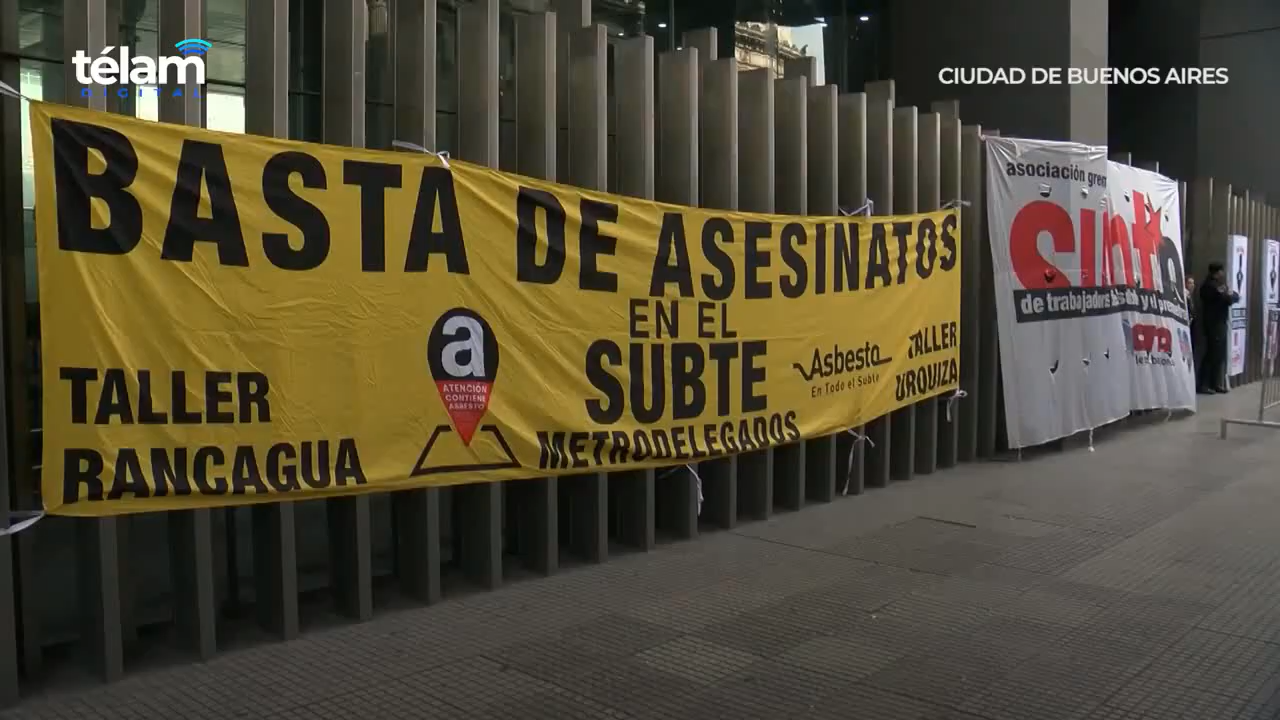 télam
DIGITAL
CIUDAD DE BUENOS AIRES
BASTA DE ASESINATOS
EN EL
SUBTE
METRODELEGADOS
TALLER
RANCAGUA
a
ATENCIÓN
CONTIENE
ASBESTO
Asbesto
En Todo el Subte
TALLER
URQUIZA
asociación
de trabajadores